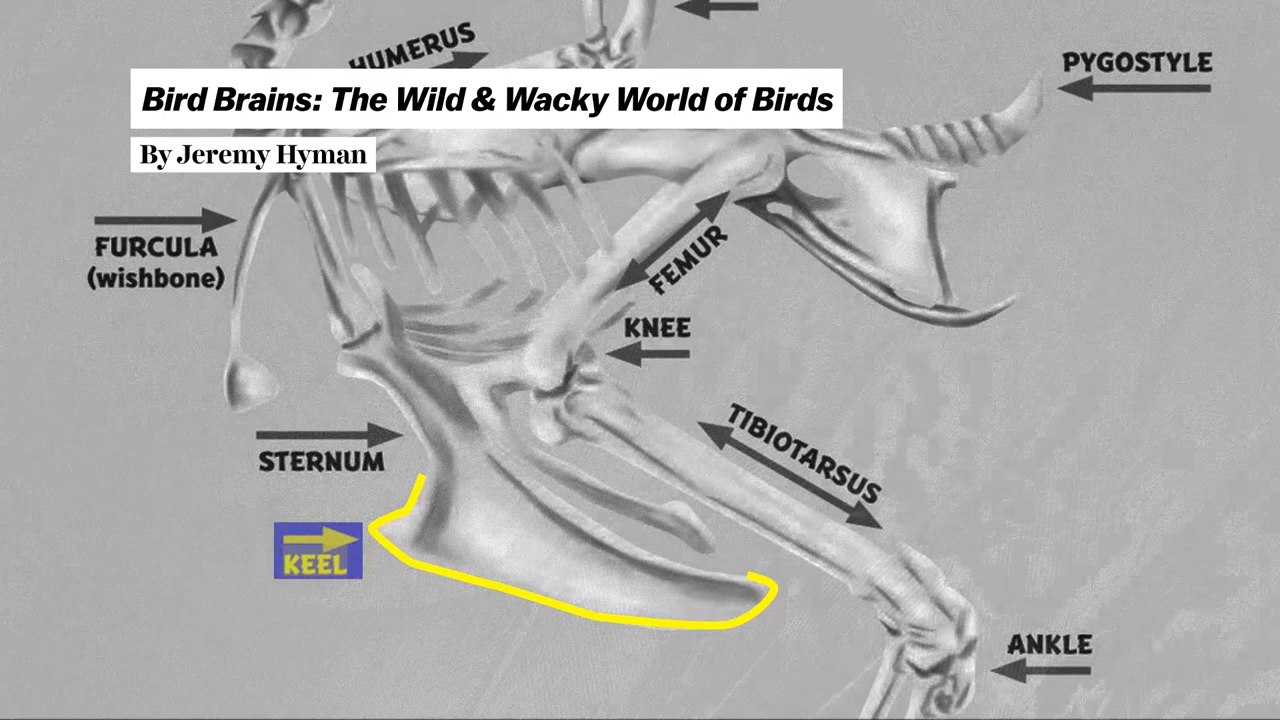 HUMERUS
PYGOSTYLE
Bird Brains: The Wild & Wacky World of Birds
By Jeremy Hyman
FURCULA
(wishbone)
FEMUR
KNEE
TIBIOTARSUS
STERNUM
KEEL
ANKLE